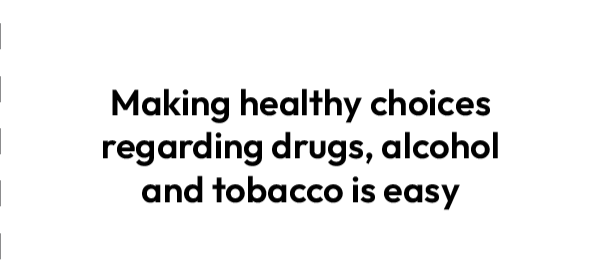 Making healthy choices
regarding drugs, alcohol
and tobacco is easy